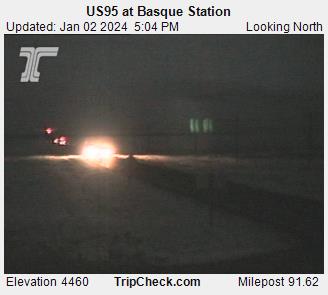 US95 at Basque Station
Updated: Jan 02 2024 5:04 PM Looking North
Elevation 4460 TripCheck.com Milepost 91.62